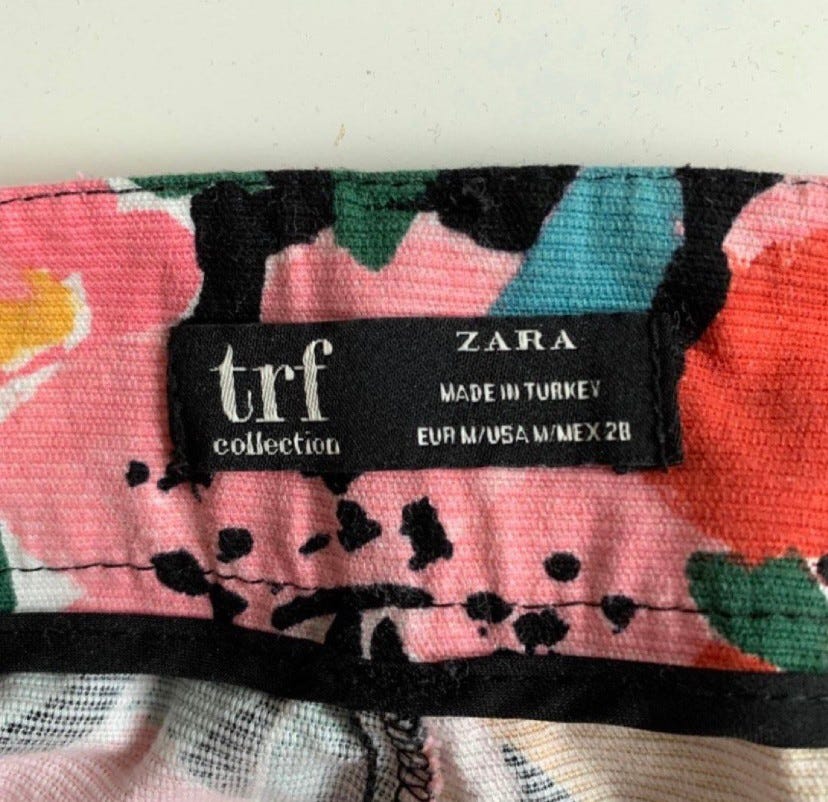 trf
collection
ZARA
MADE IN TURKEY
EUR M/USA M/MEX 28